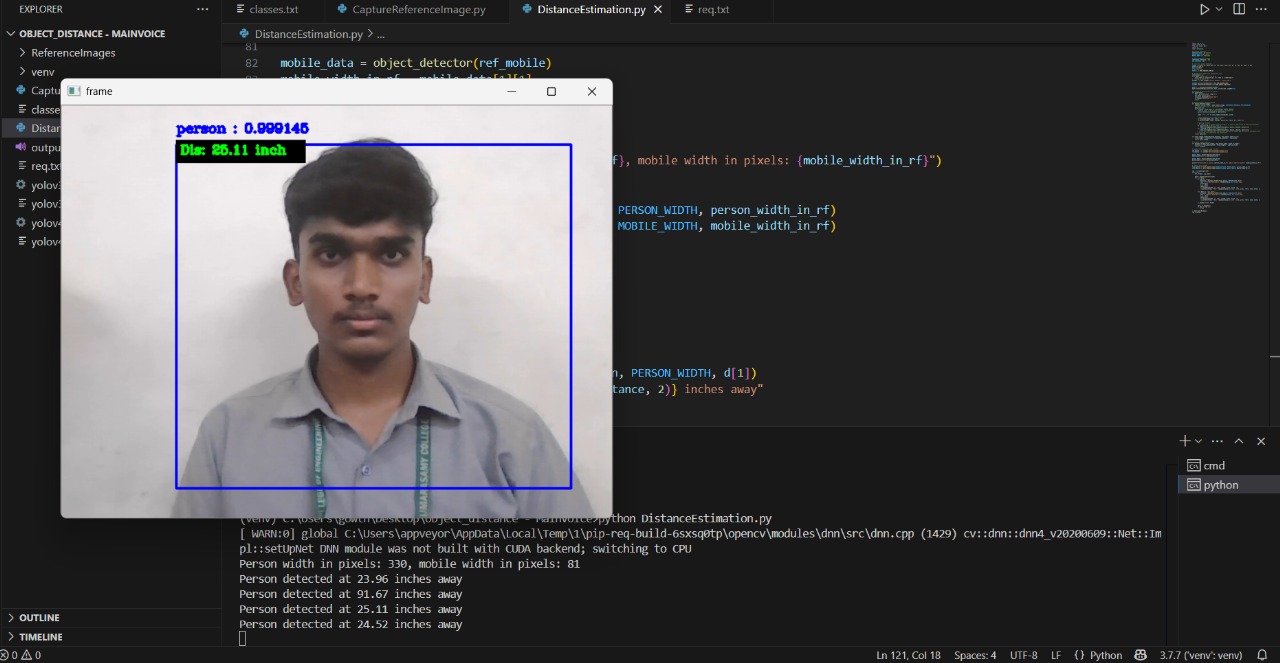 EXPLORER
classes.txt
CaptureReferenceImage.py
DistanceEstimation.py
req.txt
OBJECT_DISTANCE - MAINVOICE
DistanceEstimation.py > ...
ReferenceImages
venv
Captu
classe
Distan
outpu
req.txt
yolov3
yolov3
yolov4
yolov4
81
82 mobile_data = object_detector(ref_mobile)
frame
person : 0.999145
Dis: 25.11 inch
f}, mobile width in pixels: {mobile_width_in_rf}")
PERSON_WIDTH, person_width_in_rf)
MOBILE_WIDTH, mobile_width_in_rf)
, PERSON_WIDTH, d[1])
tance, 2)} inches away"
cmd
python
(venv) C:\Users\gowth\Desktop\object_distance - MainVoice>python DistanceEstimation.py
[ WARN:0] global C:\Users\appveyor\AppData\Local\Temp\1\pip-req-build-6sxsq0tp\opencv\modules\dnn\src\dnn.cpp (1429) cv::dnn::dnn4_v20200609::Net::Im
pl::setUpNet DNN module was not built with CUDA backend; switching to CPU
Person width in pixels: 330, mobile width in pixels: 81
Person detected at 23.96 inches away
Person detected at 91.67 inches away
Person detected at 25.11 inches away
Person detected at 24.52 inches away
OUTLINE
TIMELINE
0 0
Ln 121, Col 18 Spaces: 4 UTF-8 LF {} Python 3.7.7 ('venv': venv)